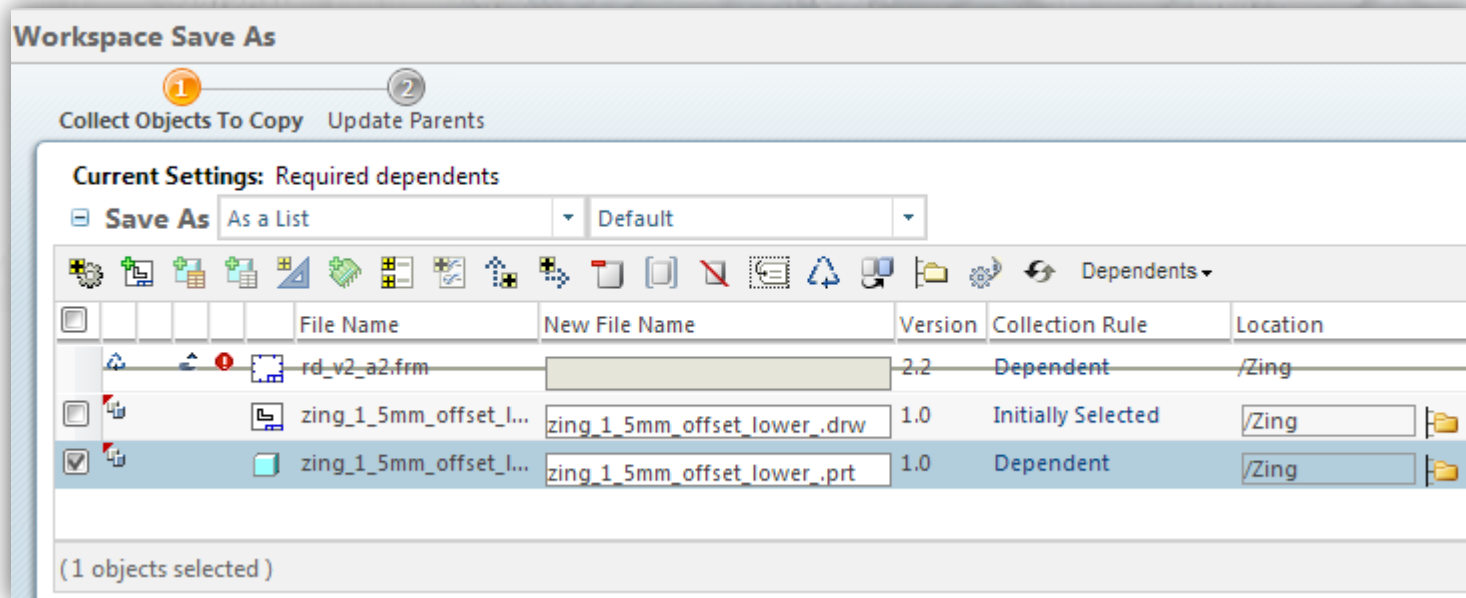 Workspace Save As
1 2
Collect Objects To Copy Update Parents
Current Settings: Required dependents
Save As As a List Default
Dependents
File Name New File Name Version Collection Rule Location
rd_v2_a2.frm 2.2 Dependent /Zing
zing_1_5mm_offset_l... zing_1_5mm_offset_lower_.drw 1.0 Initially Selected /Zing
zing_1_5mm_offset_l... zing_1_5mm_offset_lower_.prt 1.0 Dependent /Zing
(1 objects selected )